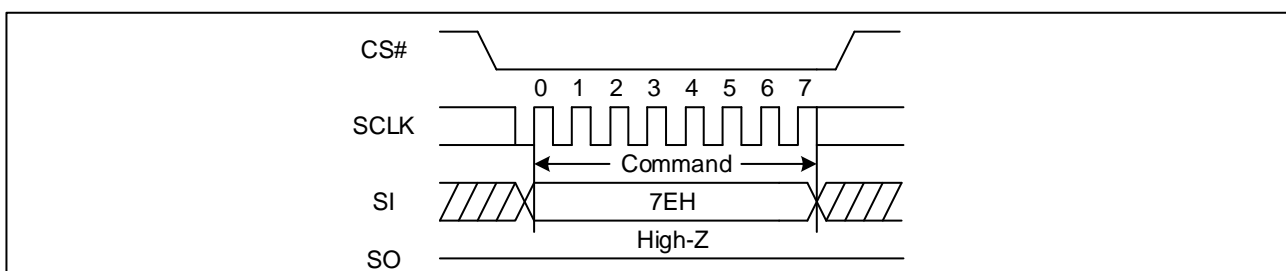 CS#
0 1 2 3 4 5 6 7
SCLK
Command
SI
7EH
High-Z
SO